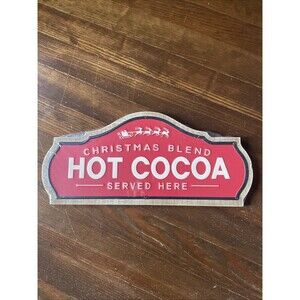 CHRISTMAS BLEND
HOT COCOA
SERVED HERE